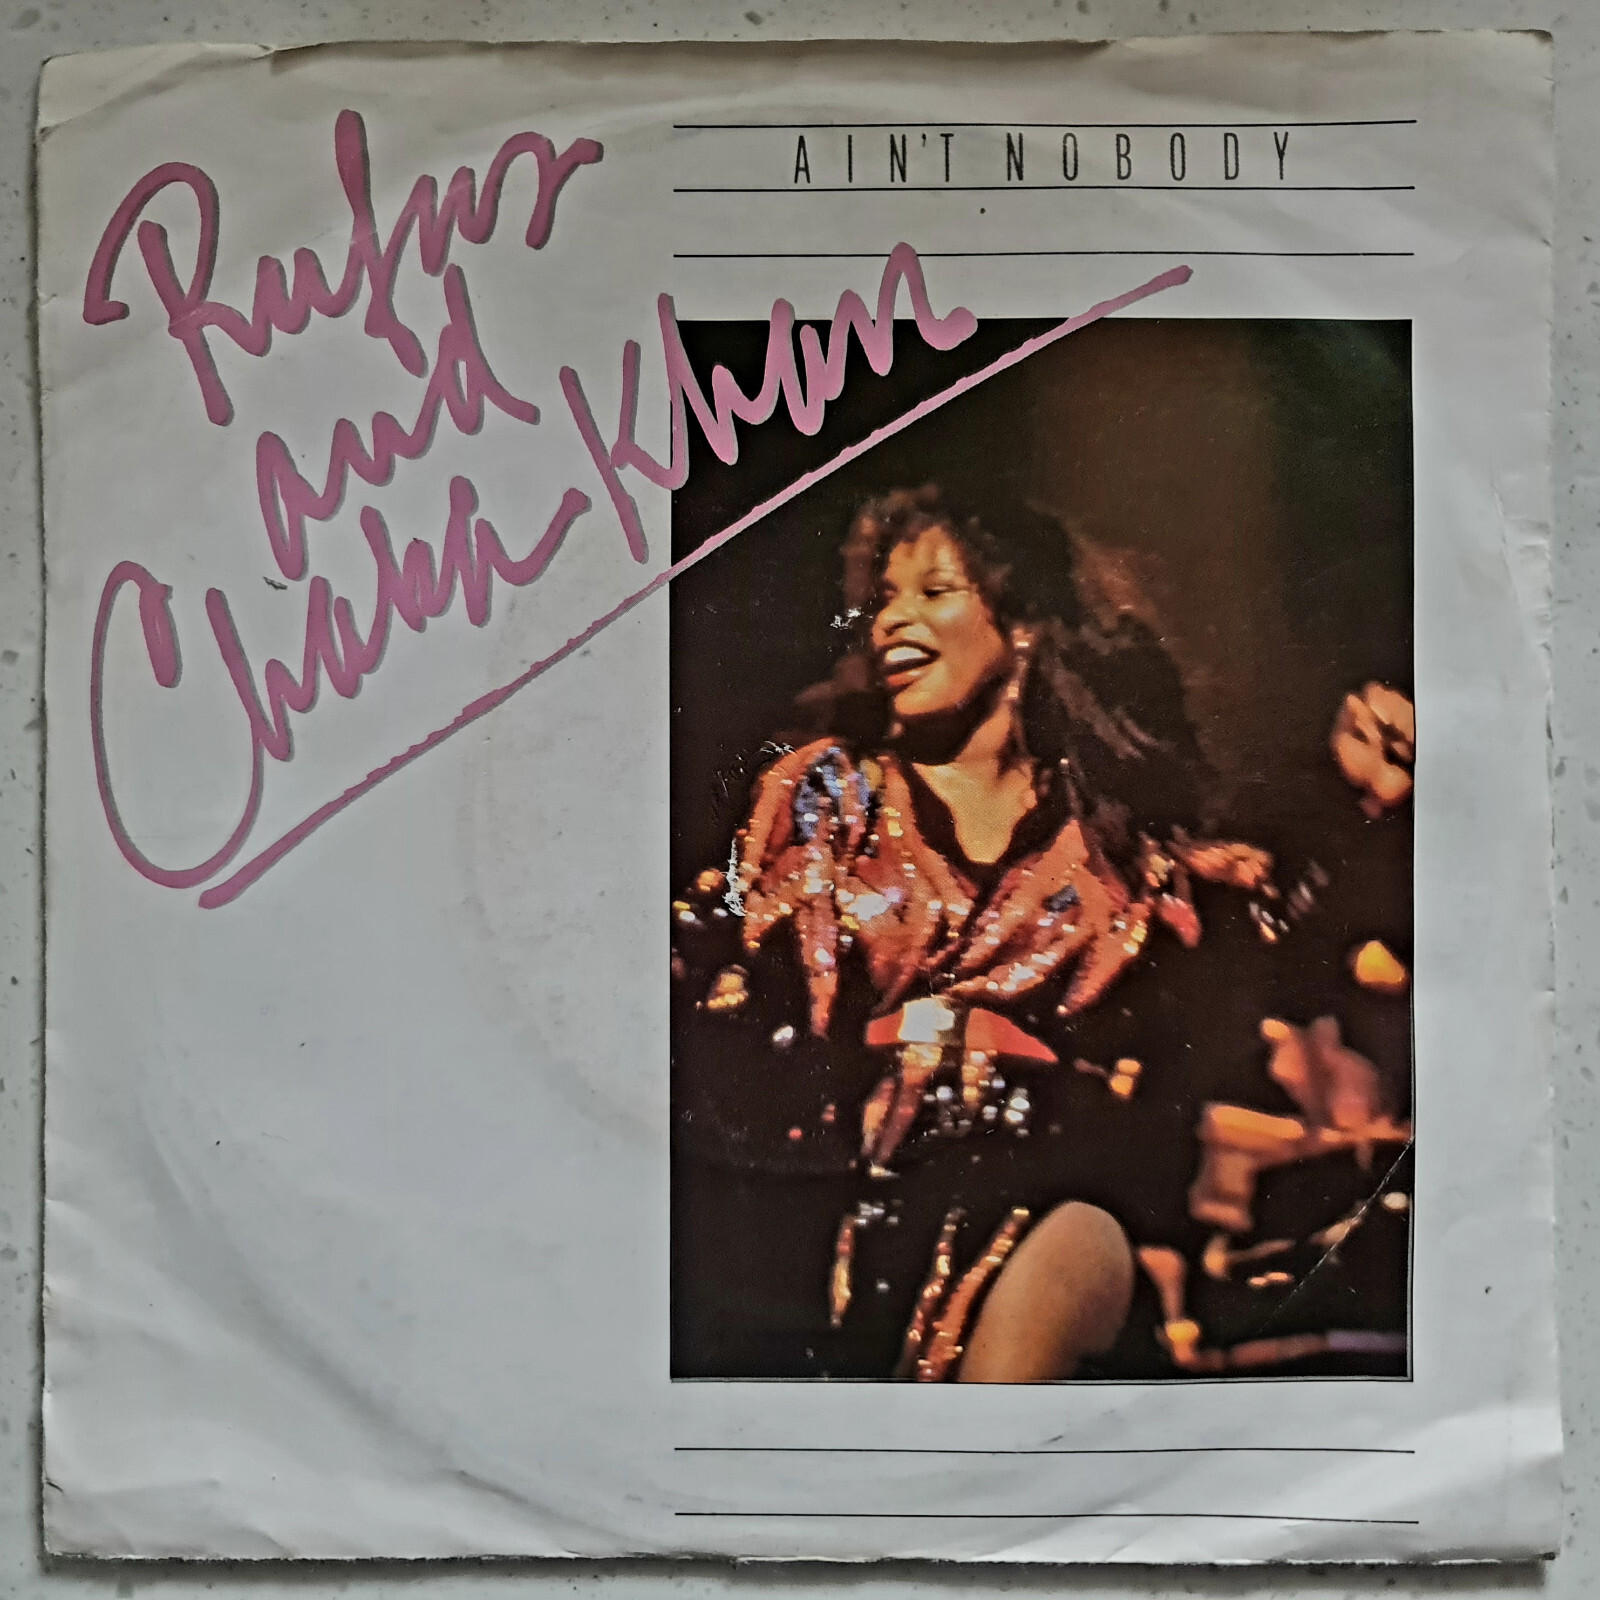 Rufus
and
Chaka Khan
AIN'T NOBODY